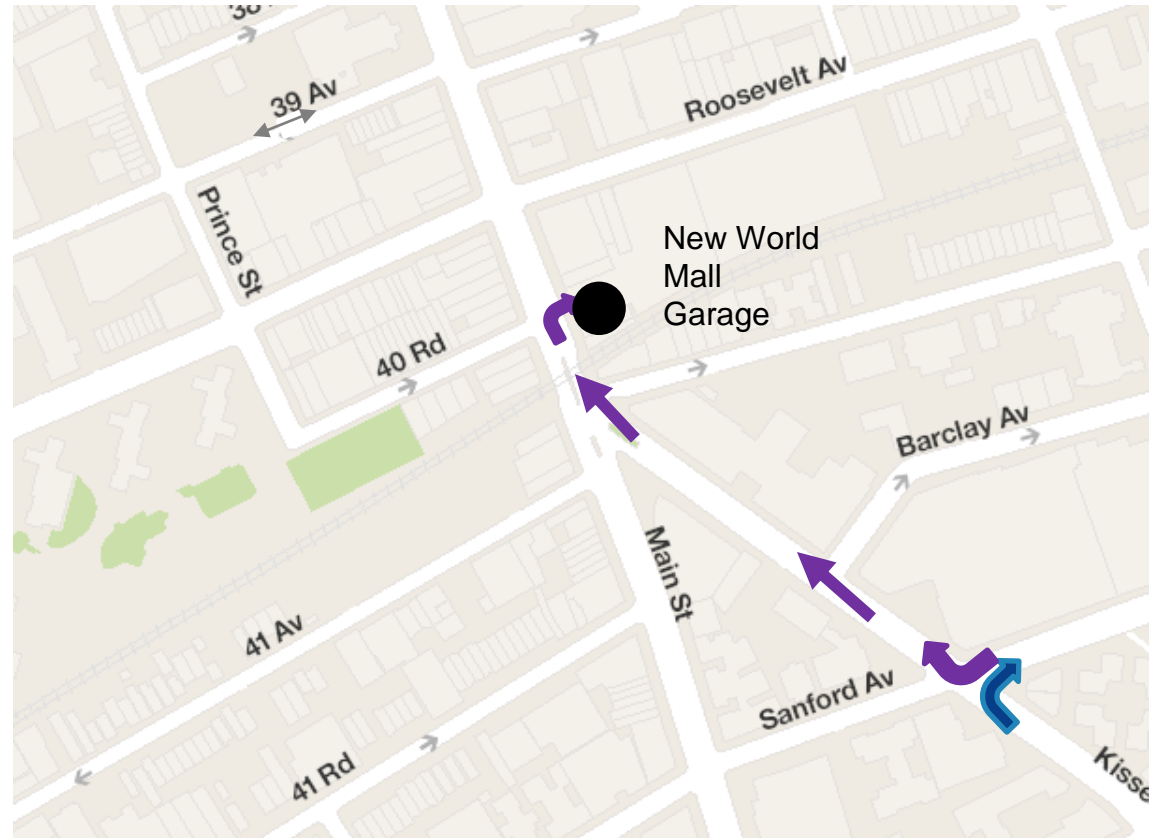 39 Av
Roosevelt Av
Prince St
New World
Mall
Garage
40 Rd
Barclay Av
Main St
41 Av
Sanford Av
41 Rd
Kisse